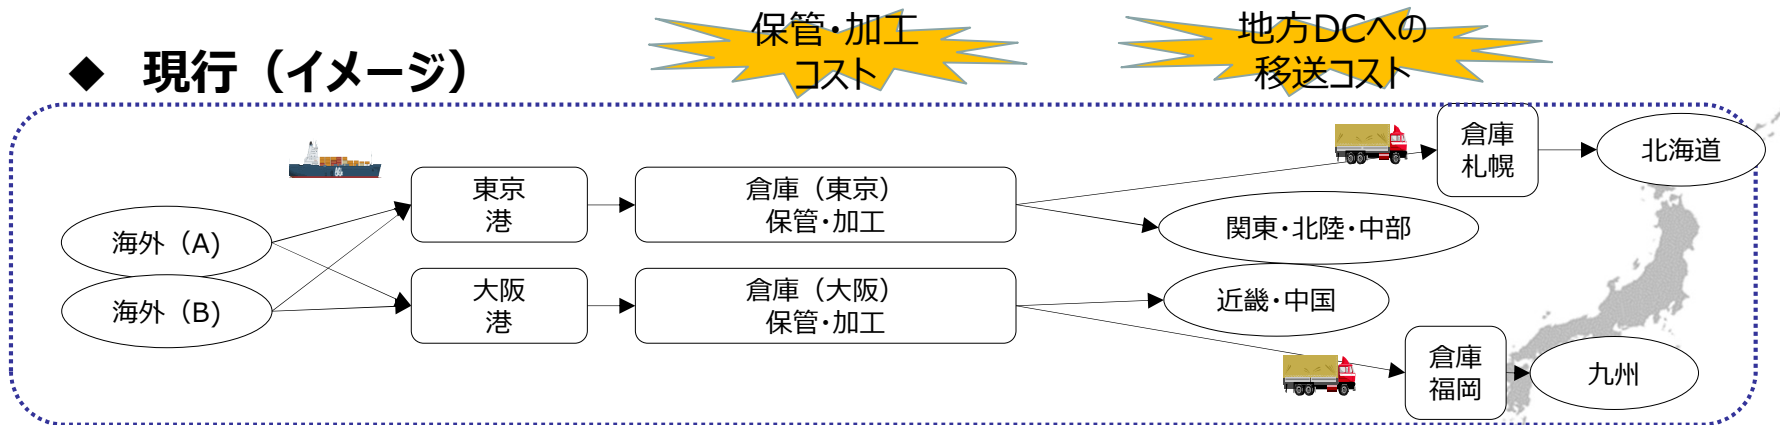 ◆ 現行（イメージ）
保管・加工
コスト
地方DCへの
移送コスト
海外（A)
海外（B)
東京
港
大阪
港
倉庫（東京）
保管・加工
倉庫（大阪）
保管・加工
倉庫
札幌
北海道
関東・北陸・中部
近畿・中国
倉庫
福岡
九州